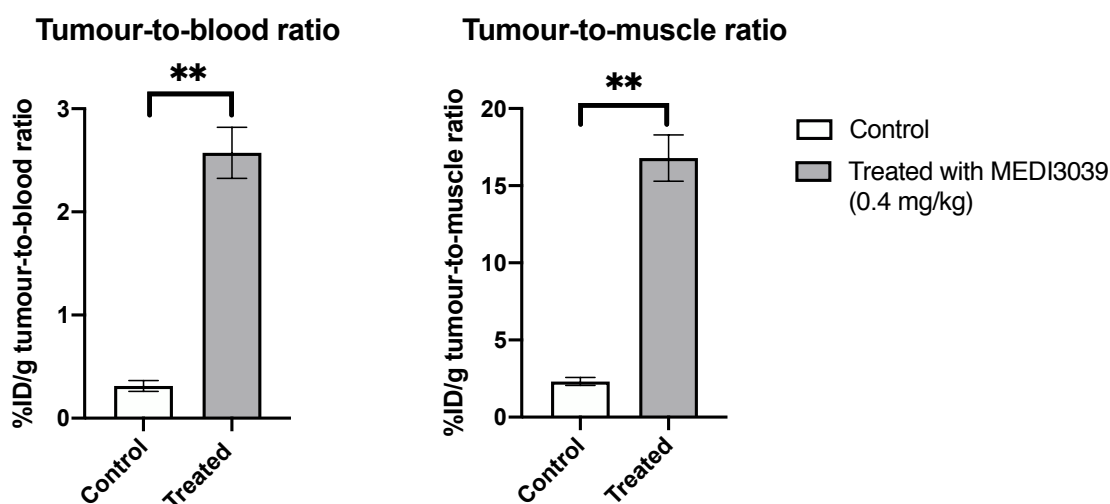 Tumour-to-blood ratio
**
%ID/g tumour-to-blood ratio
3
2
1
0
Control
Treated
Tumour-to-muscle ratio
**
%ID/g tumour-to-muscle ratio
20
15
10
5
0
Control
Treated
Control
Treated with MEDI3039
(0.4 mg/kg)